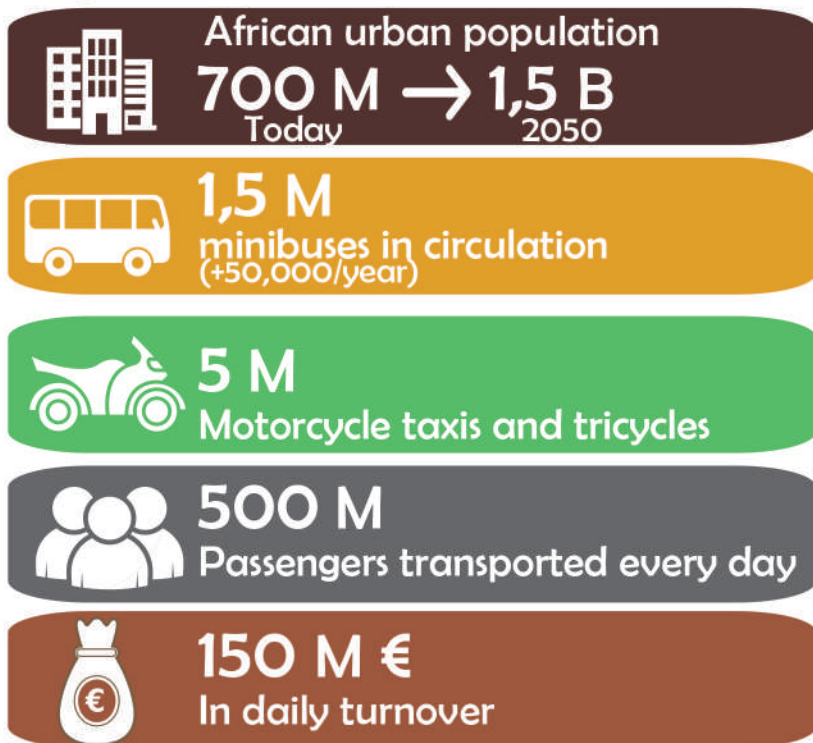 African urban population
700 M → 1,5 B
Today 2050
1,5 M
minibuses in circulation
(+50,000/year)
5 M
Motorcycle taxis and tricycles
500 M
Passengers transported every day
150 M €
€
In daily turnover